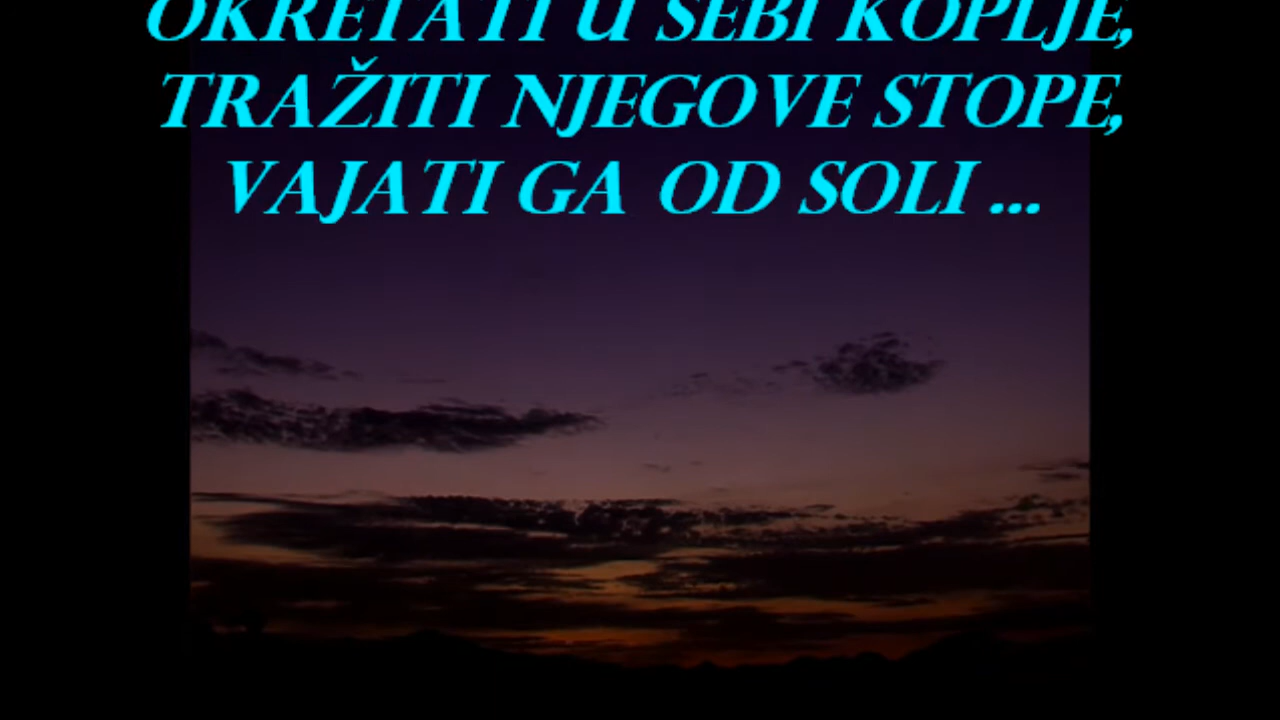 OKRETATI U SEBI KOPLJE,
TRAŽITI NJEGOVE STOPE,
VAJATI GA OD SOLI ...